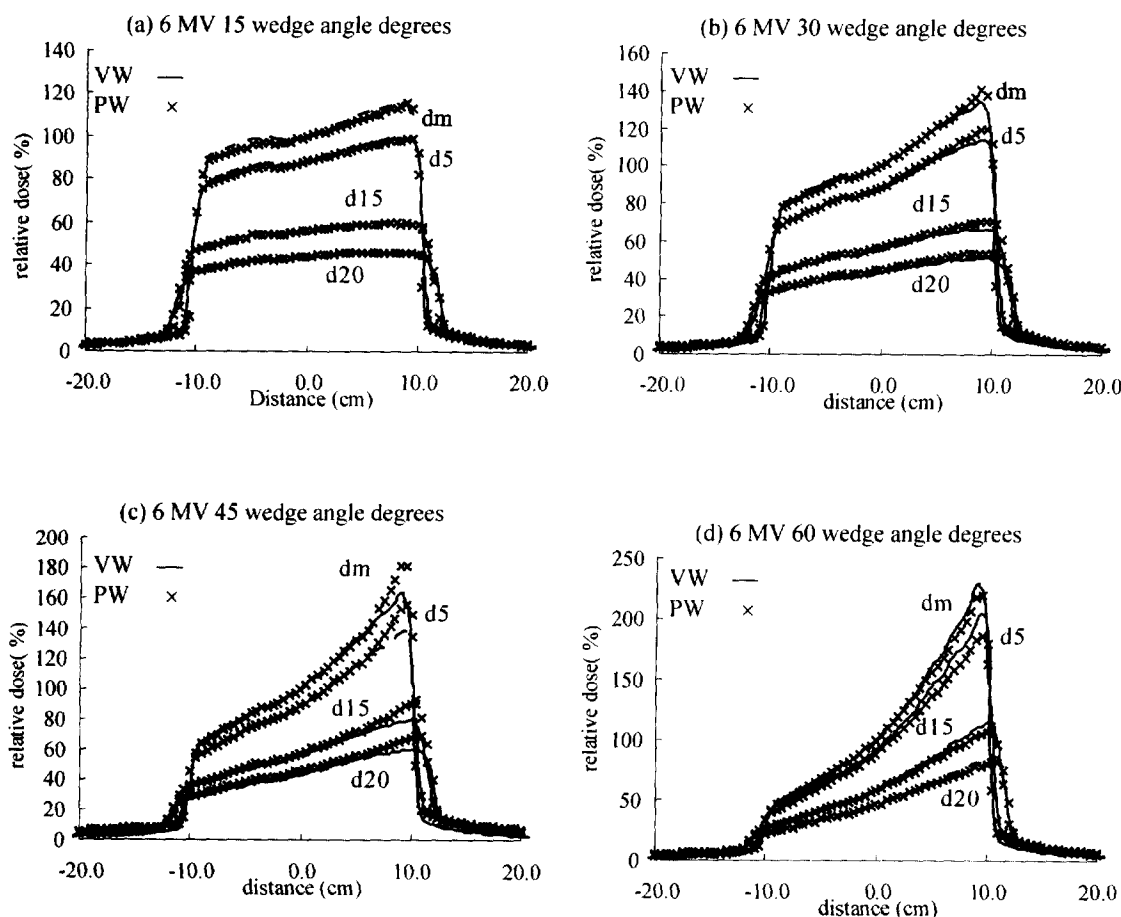 (a) 6 MV 15 wedge angle degrees
140
120
100
80
60
40
20
0
relative dose( %)
VW
PW
dm
d5
d15
d20
-20.0 -10.0 0.0 10.0 20.0
Distance (cm)
(b) 6 MV 30 wedge angle degrees
160
140
120
100
80
60
40
20
0
relative dose( %)
VW
PW
dm
d5
d15
d20
-20.0 -10.0 0.0 10.0 20.0
distance (cm)
(c) 6 MV 45 wedge angle degrees
200
180
160
140
120
100
80
60
40
20
0
relative dose( %)
VW
PW
dm
d5
d15
d20
-20.0 -10.0 0.0 10.0 20.0
distance (cm)
(d) 6 MV 60 wedge angle degrees
250
200
150
100
50
0
relative dose( %)
VW
PW
dm
d5
d15
d20
-20.0 -10.0 0.0 10.0 20.0
distance (cm)